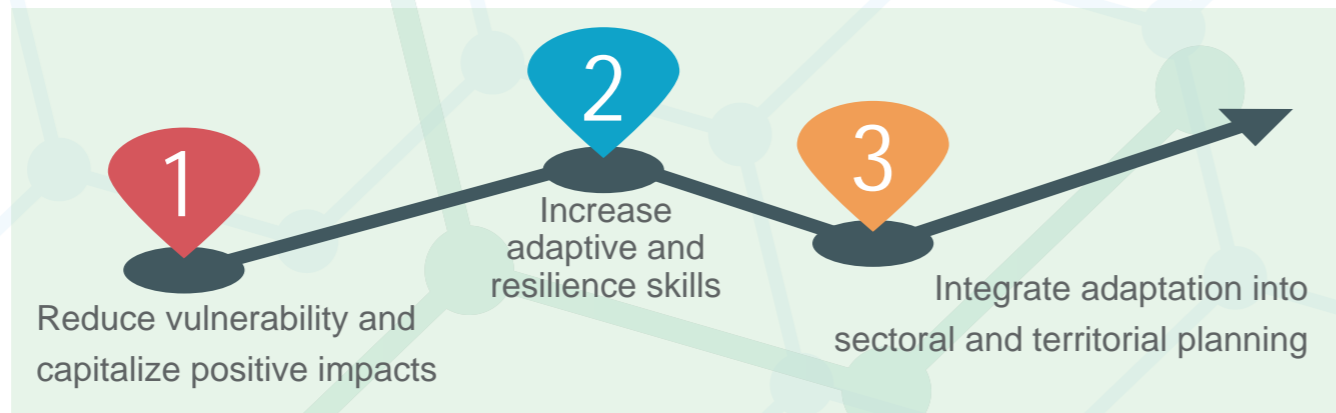 1
Reduce vulnerability and
capitalize positive impacts
2
Increase
adaptive and
resilience skills
3
Integrate adaptation into
sectoral and territorial planning